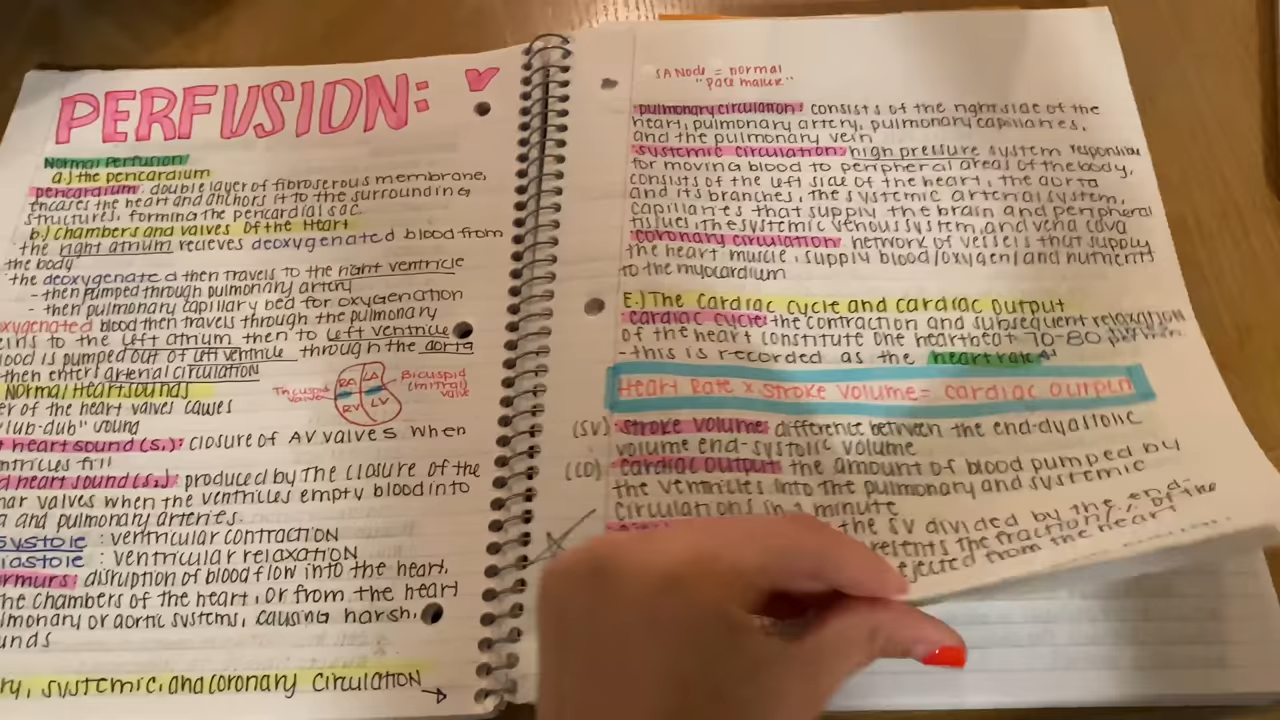 PERFUSION:
Normal Perfusion
a.) the pericardium
pericardium: double layer of fibroserous membrane,
encases the heart and anchors it to the surrounding
structures, forming the pericardial sac.
b.) Chambers and valves Of the Heart
the right atrium recieves deoxygenated blood from
the body
the deoxygenated then travels to the right ventricle
- then pumped through pulmonary artery
- then pulmonary capillary bed for oxygenation
oxygenated blood then travels through the pulmonary
eins to the left atrium then to left ventricle
lood is pumped out of left ventricle through the aorta
then enters arterial circulation
Normal Heart Sounds
er of the heart valves causes
"lub-dub" sound
Tricuspid valve
RA LA
RV LV
Bicuspid (mitral) valve
t heart sound (S₁): closure of AV valves when
ntricles fill
d heart sound (S₂): produced by The closure of the
nar valves when the ventricles empty blood into
a and pulmonary arteries.
systole : ventricular contraction
iastole : ventricular relaxation
urmurs: disruption of blood flow into the heart,
he chambers of the heart, or from the heart
lmonary or aortic systems, causing harsh,
unds
ry, systemic, and coronary circulation →
SA Node = normal
"pace maker"
pulmonary circulation: consists of the right side of the
heart, pulmonary artery, pulmonary capillaries,
and the pulmonary vein
systemic circulation: high pressure system responsible
for moving blood to peripheral areas of the body,
consists of the left side of the heart, the aorta
and its branches, the systemic arterial system,
capillaries that supply the brain and peripheral
tissues, the systemic venous system, and vena cava
coronary circulation: network of vessels that supply
the heart muscle, supply blood/oxygen/and nutrients
to the myocardium
E.) The cardiac cycle and cardiac output
cardiac cycle: the contraction and subsequent relaxation
of the heart constitute one heartbeat 70-80 per min.
- this is recorded as the heart rate
Heart Rate x Stroke Volume = cardiac output
(SV) stroke volume: difference between the end-dyastolic
volume end-systolic volume
(CO) cardiac output: the amount of blood pumped by
the ventricles into the pulmonary and systemic
circulations in 1 minute
the SV divided by the end-
resents the fraction/% of the
ejected from the heart